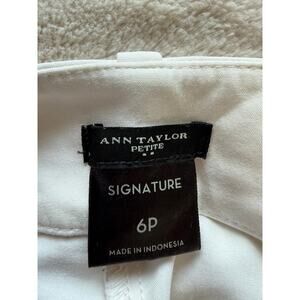 ANN TAYLOR
PETITE
SIGNATURE
6P
MADE IN INDONESIA